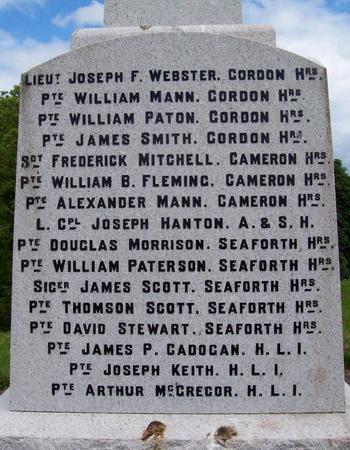 Lieut Joseph F. Webster. Gordon Hrs.
Pte William Mann. Gordon Hrs.
Pte William Paton. Gordon Hrs.
Pte James Smith. Gordon Hrs.
Sgt Frederick Mitchell. Cameron Hrs.
Pte William B. Fleming. Cameron Hrs.
Pte Alexander Mann. Cameron Hrs.
L. Cpl Joseph Hanton. A. & S. H.
Pte Douglas Morrison. Seaforth Hrs.
Pte William Paterson. Seaforth Hrs.
Siger James Scott. Seaforth Hrs.
Pte Thomson Scott. Seaforth Hrs.
Pte David Stewart. Seaforth Hrs.
Pte James P. Cadogan. H. L. I.
Pte Joseph Keith. H. L. I.
Pte Arthur McGregor. H. L. I.